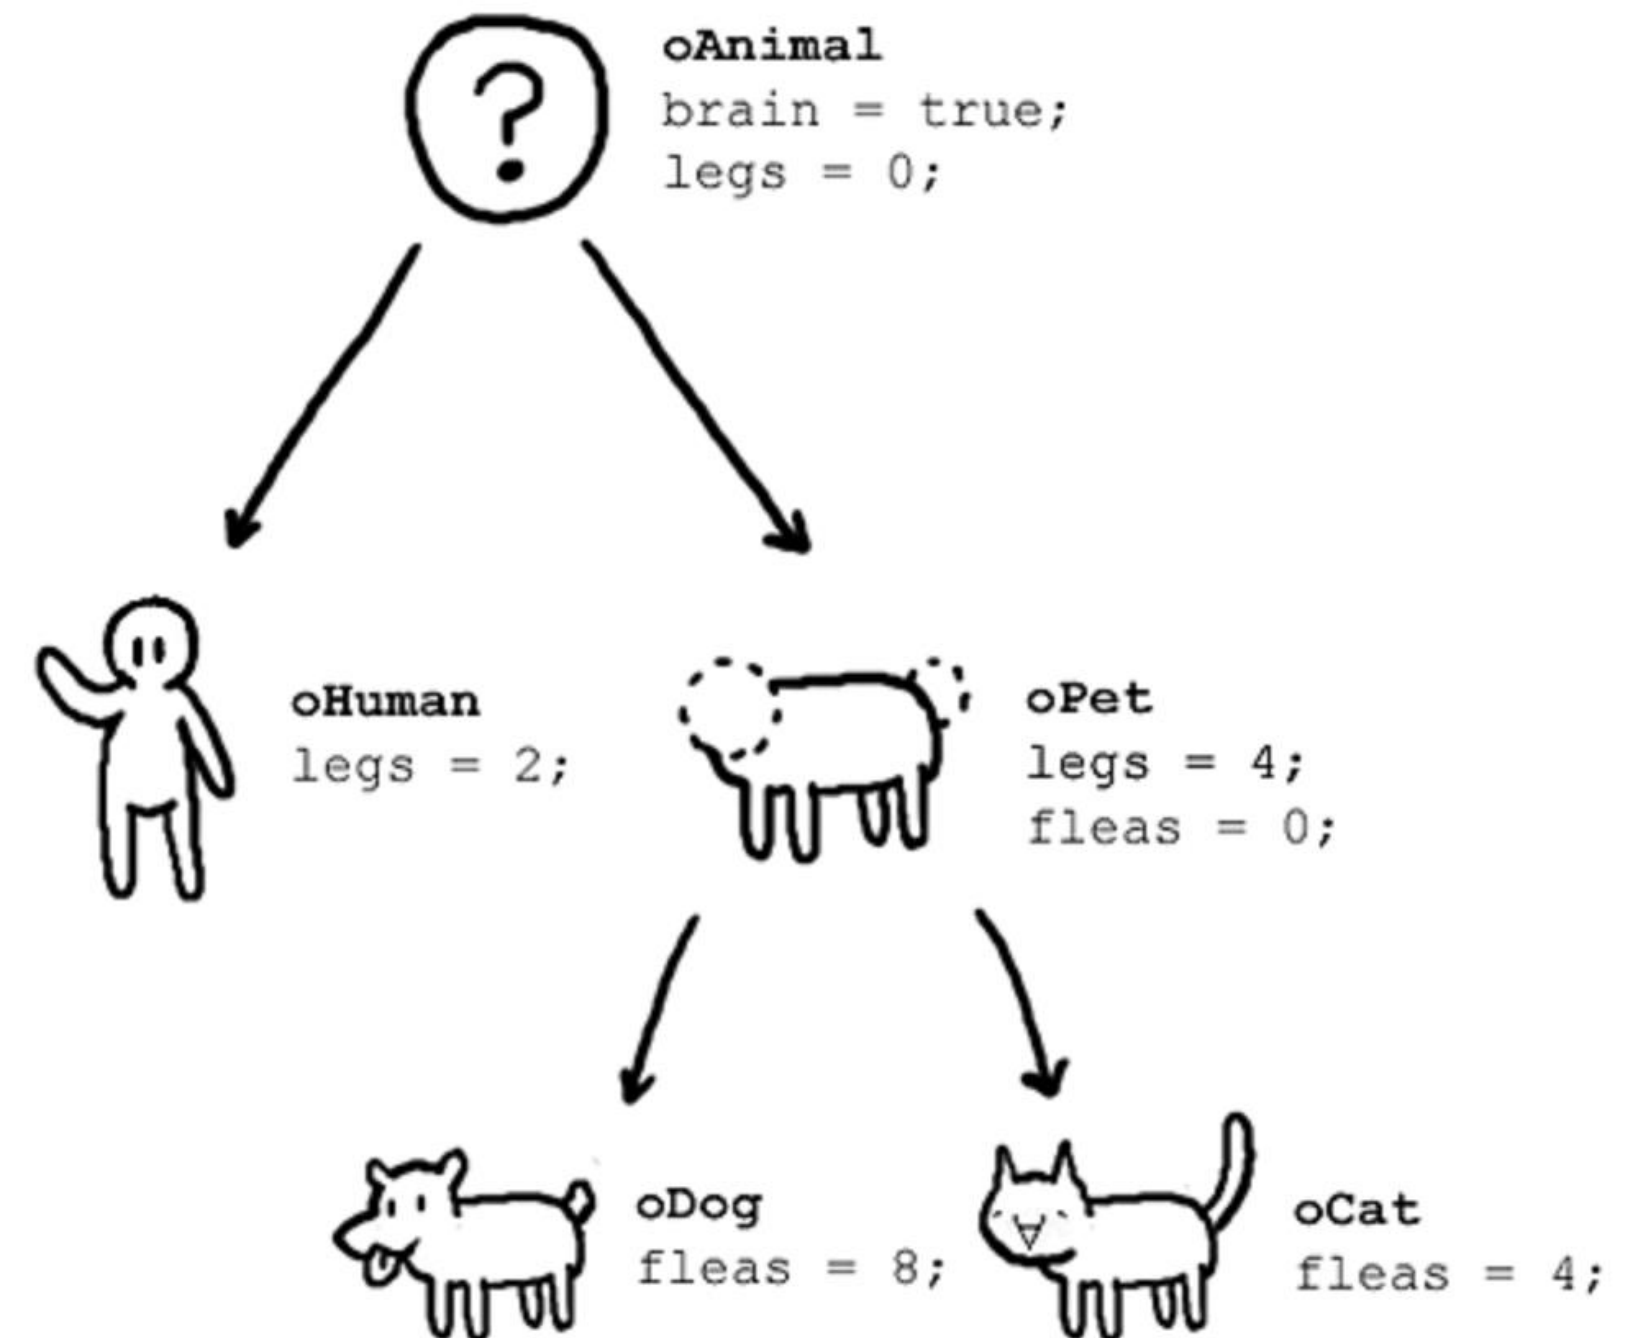 ?
oAnimal
brain = true;
legs = 0;
oHuman
legs = 2;
oPet
legs = 4;
fleas = 0;
oDog
fleas = 8;
oCat
fleas = 4;